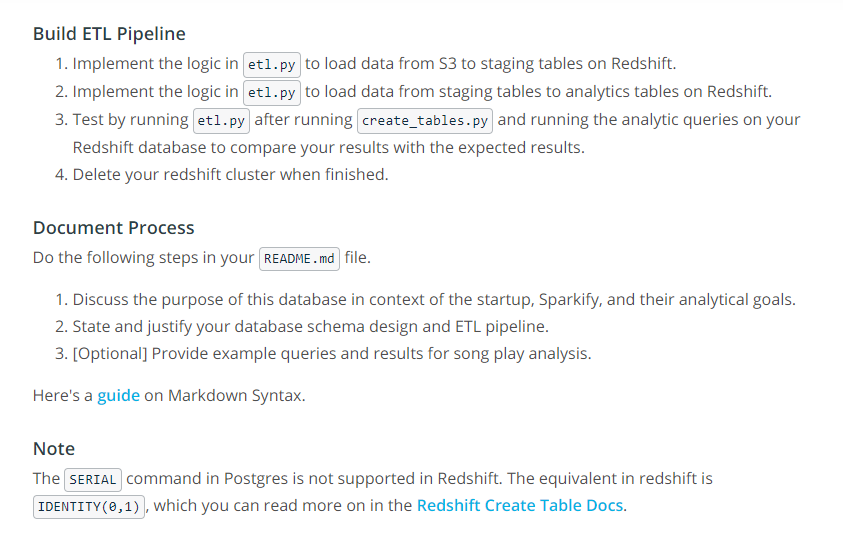 Build ETL Pipeline
1. Implement the logic in etl.py to load data from S3 to staging tables on Redshift.
2. Implement the logic in etl.py to load data from staging tables to analytics tables on Redshift.
3. Test by running etl.py after running create_tables.py and running the analytic queries on your
Redshift database to compare your results with the expected results.
4. Delete your redshift cluster when finished.
Document Process
Do the following steps in your README.md file.
1. Discuss the purpose of this database in context of the startup, Sparkify, and their analytical goals.
2. State and justify your database schema design and ETL pipeline.
3. [Optional] Provide example queries and results for song play analysis.
Here's a guide on Markdown Syntax.
Note
The SERIAL command in Postgres is not supported in Redshift. The equivalent in redshift is
IDENTITY(0,1), which you can read more on in the Redshift Create Table Docs.